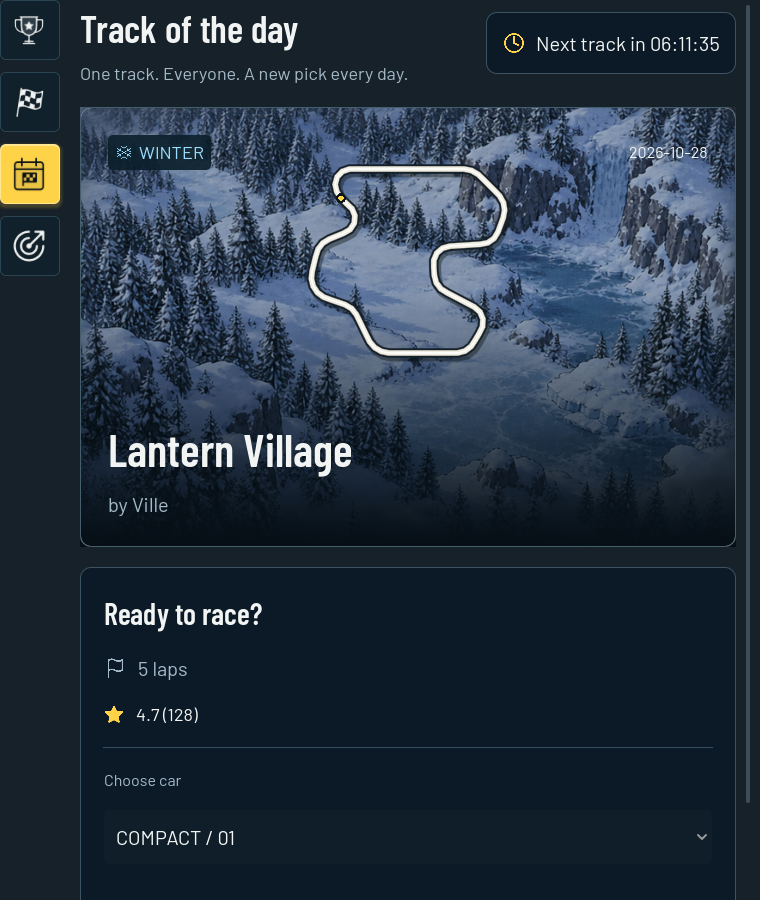 Track of the day
One track. Everyone. A new pick every day.
Next track in 06:11:35
WINTER
2026-10-28
Lantern Village
by Ville
Ready to race?
5 laps
4.7 (128)
Choose car
COMPACT / 01